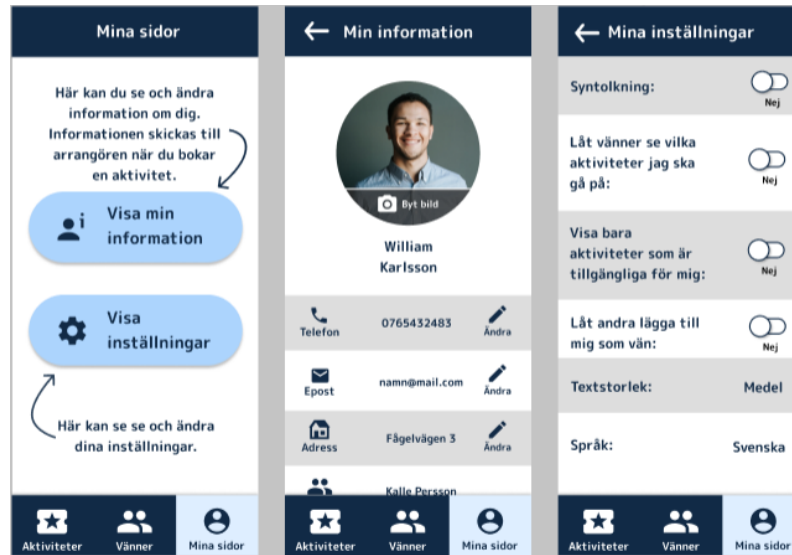 Mina sidor
Här kan du se och ändra
information om dig.
Informationen skickas till
arrangören när du bokar
en aktivitet.
Visa min
information
Visa
inställningar
Här kan se se och ändra
dina inställningar.
Aktiviteter
Vänner
Mina sidor
Min information
Byt bild
William
Karlsson
Telefon
0765432483
Ändra
Epost
namn@mail.com
Ändra
Adress
Fågelvägen 3
Ändra
Kalle Persson
Aktiviteter
Vänner
Mina sidor
Mina inställningar
Syntolkning:
Nej
Låt vänner se vilka
aktiviteter jag ska
gå på:
Nej
Visa bara
aktiviteter som är
tillgängliga för mig:
Nej
Låt andra lägga till
mig som vän:
Nej
Textstorlek:
Medel
Språk:
Svenska
Aktiviteter
Vänner
Mina sidor